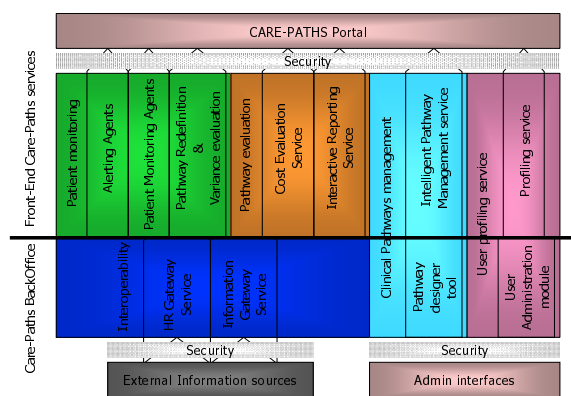 CARE-PATHS Portal
Security
Front-End Care-Paths services
Patient monitoring
Alerting Agents
Patient Monitoring Agents
Pathway Redefinition
&
Variance evaluation
Pathway evaluation
Cost Evaluation
Service
Interactive Reporting
Service
Clinical Pathways management
Intelligent Pathway
Management service
User profiling service
Profiling service
Care-Paths BackOffice
Interoperability
HR Gateway
Service
Information
Gateway
Service
Pathway
designer
tool
User
Administration
module
Security
Security
External Information sources
Admin interfaces